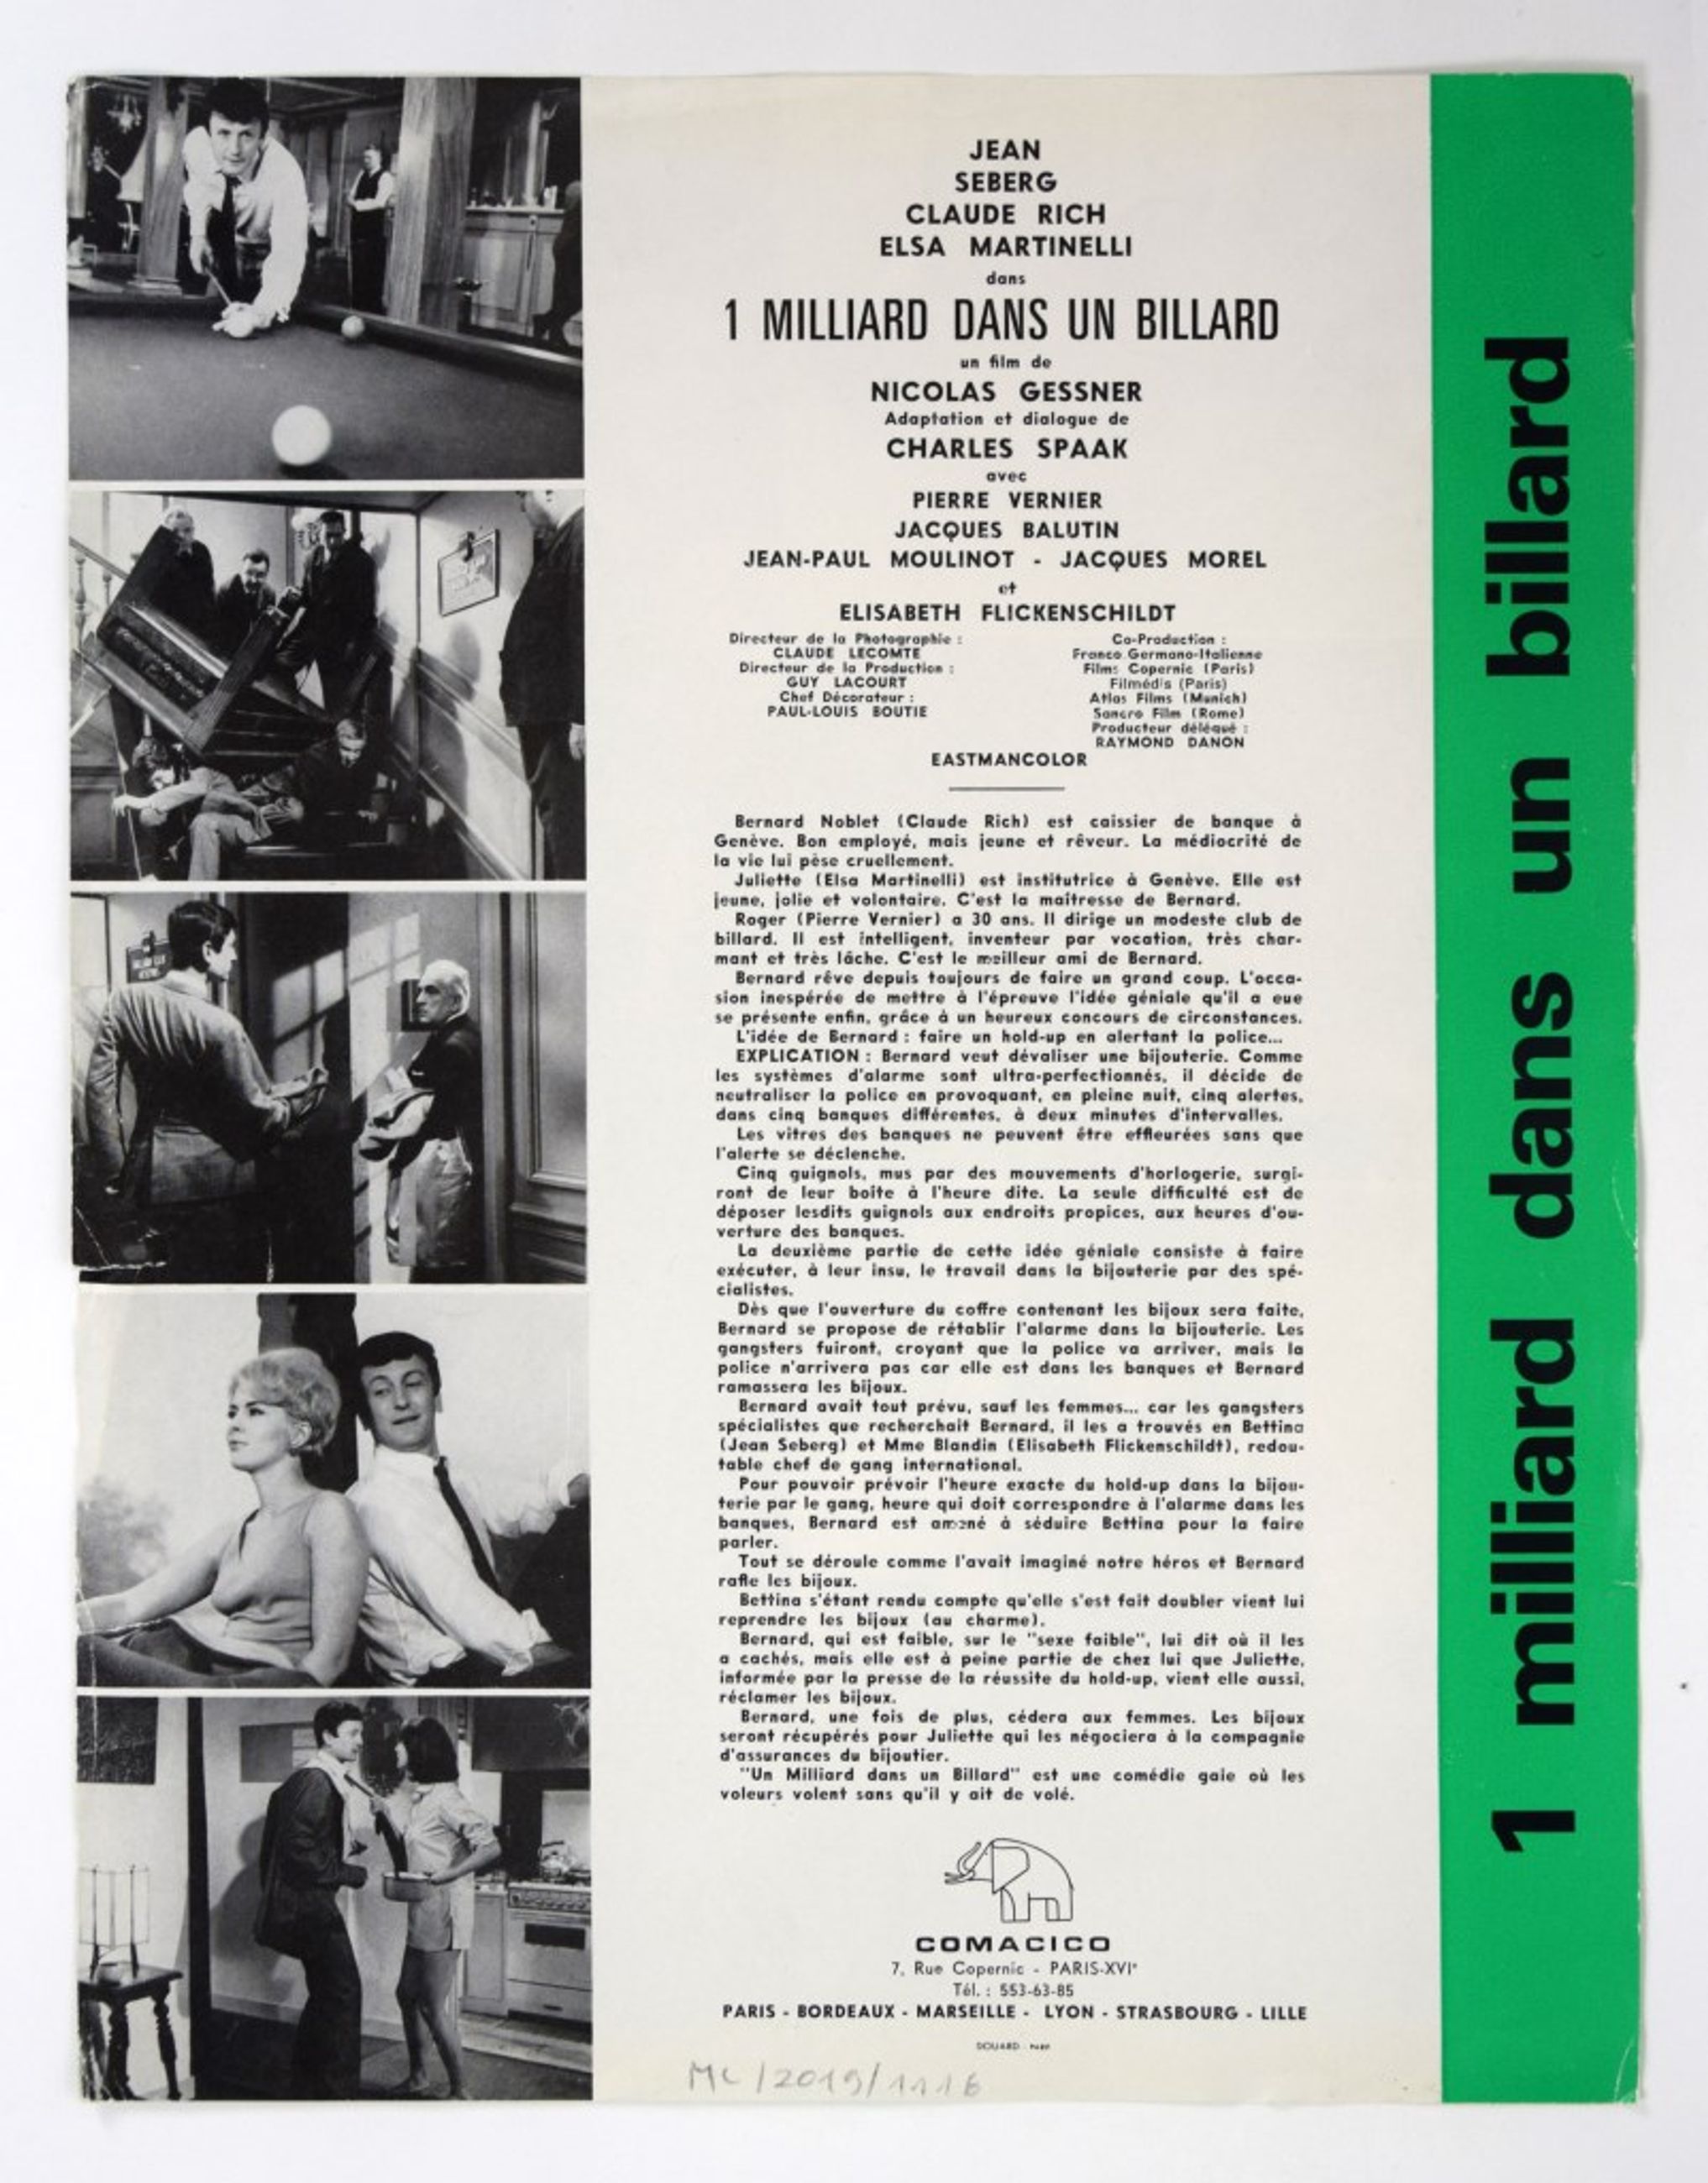 JEAN
SEBERG
CLAUDE RICH
ELSA MARTINELLI
dans
1 MILLIARD DANS UN BILLARD
un film de
NICOLAS GESSNER
Adaptation et dialogue de
CHARLES SPAAK
avec
PIERRE VERNIER
JACQUES BALUTIN
JEAN-PAUL MOULINOT - JACQUES MOREL
et
ELISABETH FLICKENSCHILDT
Directeur de la Photographie :
CLAUDE LECOMTE
Directeur de la Production :
GUY LACOURT
Chef Décorateur :
PAUL-LOUIS BOUTIE
Co-Production :
Franco Germano-Italienne
Films Copernic (Paris)
Filmédis (Paris)
Atlas Films (Munich)
Sancro Film (Rome)
Producteur délégué :
RAYMOND DANON
EASTMANCOLOR
Bernard Noblet (Claude Rich) est caissier de banque à
Genève. Bon employé, mais jeune et rêveur. La médiocrité de
la vie lui pèse cruellement.
Juliette (Elsa Martinelli) est institutrice à Genève. Elle est
jeune, jolie et volontaire. C'est la maîtresse de Bernard.
Roger (Pierre Vernier) a 30 ans. Il dirige un modeste club de
billard. Il est intelligent, inventeur par vocation, très char-
mant et très lâche. C'est le meilleur ami de Bernard.
Bernard rêve depuis toujours de faire un grand coup. L'occa-
sion inespérée de mettre à l'épreuve l'idée géniale qu'il a eue
se présente enfin, grâce à un heureux concours de circonstances.
L'idée de Bernard : faire un hold-up en alertant la police...
EXPLICATION : Bernard veut dévaliser une bijouterie. Comme
les systèmes d'alarme sont ultra-perfectionnés, il décide de
neutraliser la police en provoquant, en pleine nuit, cinq alertes,
dans cinq banques différentes, à deux minutes d'intervalles.
Les vitres des banques ne peuvent être effleurées sans que
l'alerte se déclenche.
Cinq guignols, mus par des mouvements d'horlogerie, surgi-
ront de leur boîte à l'heure dite. La seule difficulté est de
déposer lesdits guignols aux endroits propices, aux heures d'ou-
verture des banques.
La deuxième partie de cette idée géniale consiste à faire
exécuter, à leur insu, le travail dans la bijouterie par des spé-
cialistes.
Dès que l'ouverture du coffre contenant les bijoux sera faite,
Bernard se propose de rétablir l'alarme dans la bijouterie. Les
gangsters fuiront, croyant que la police va arriver, mais la
police n'arrivera pas car elle est dans les banques et Bernard
ramassera les bijoux.
Bernard avait tout prévu, sauf les femmes... car les gangsters
spécialistes que recherchait Bernard, il les a trouvés en Bettina
(Jean Seberg) et Mme Blandin (Elisabeth Flickenschildt), redou-
table chef de gang international.
Pour pouvoir prévoir l'heure exacte du hold-up dans la bijou-
terie par le gang, heure qui doit correspondre à l'alarme dans les
banques, Bernard est amené à séduire Bettina pour la faire
parler.
Tout se déroule comme l'avait imaginé notre héros et Bernard
rafle les bijoux.
Bettina s'étant rendu compte qu'elle s'est fait doubler vient lui
reprendre les bijoux (au charme).
Bernard, qui est faible, sur le "sexe faible", lui dit où il les
a cachés, mais elle est à peine partie de chez lui que Juliette,
informée par la presse de la réussite du hold-up, vient elle aussi,
réclamer les bijoux.
Bernard, une fois de plus, cédera aux femmes. Les bijoux
seront récupérés pour Juliette qui les négociera à la compagnie
d'assurances du bijoutier.
"Un Milliard dans un Billard" est une comédie gaie où les
voleurs volent sans qu'il y ait de volé.
COMACICO
7, Rue Copernic - PARIS-XVIe
Tél. : 553-63-85
PARIS - BORDEAUX - MARSEILLE - LYON - STRASBOURG - LILLE
DOUARD - PARIS
MC/2019/1116
1 milliard dans un billard